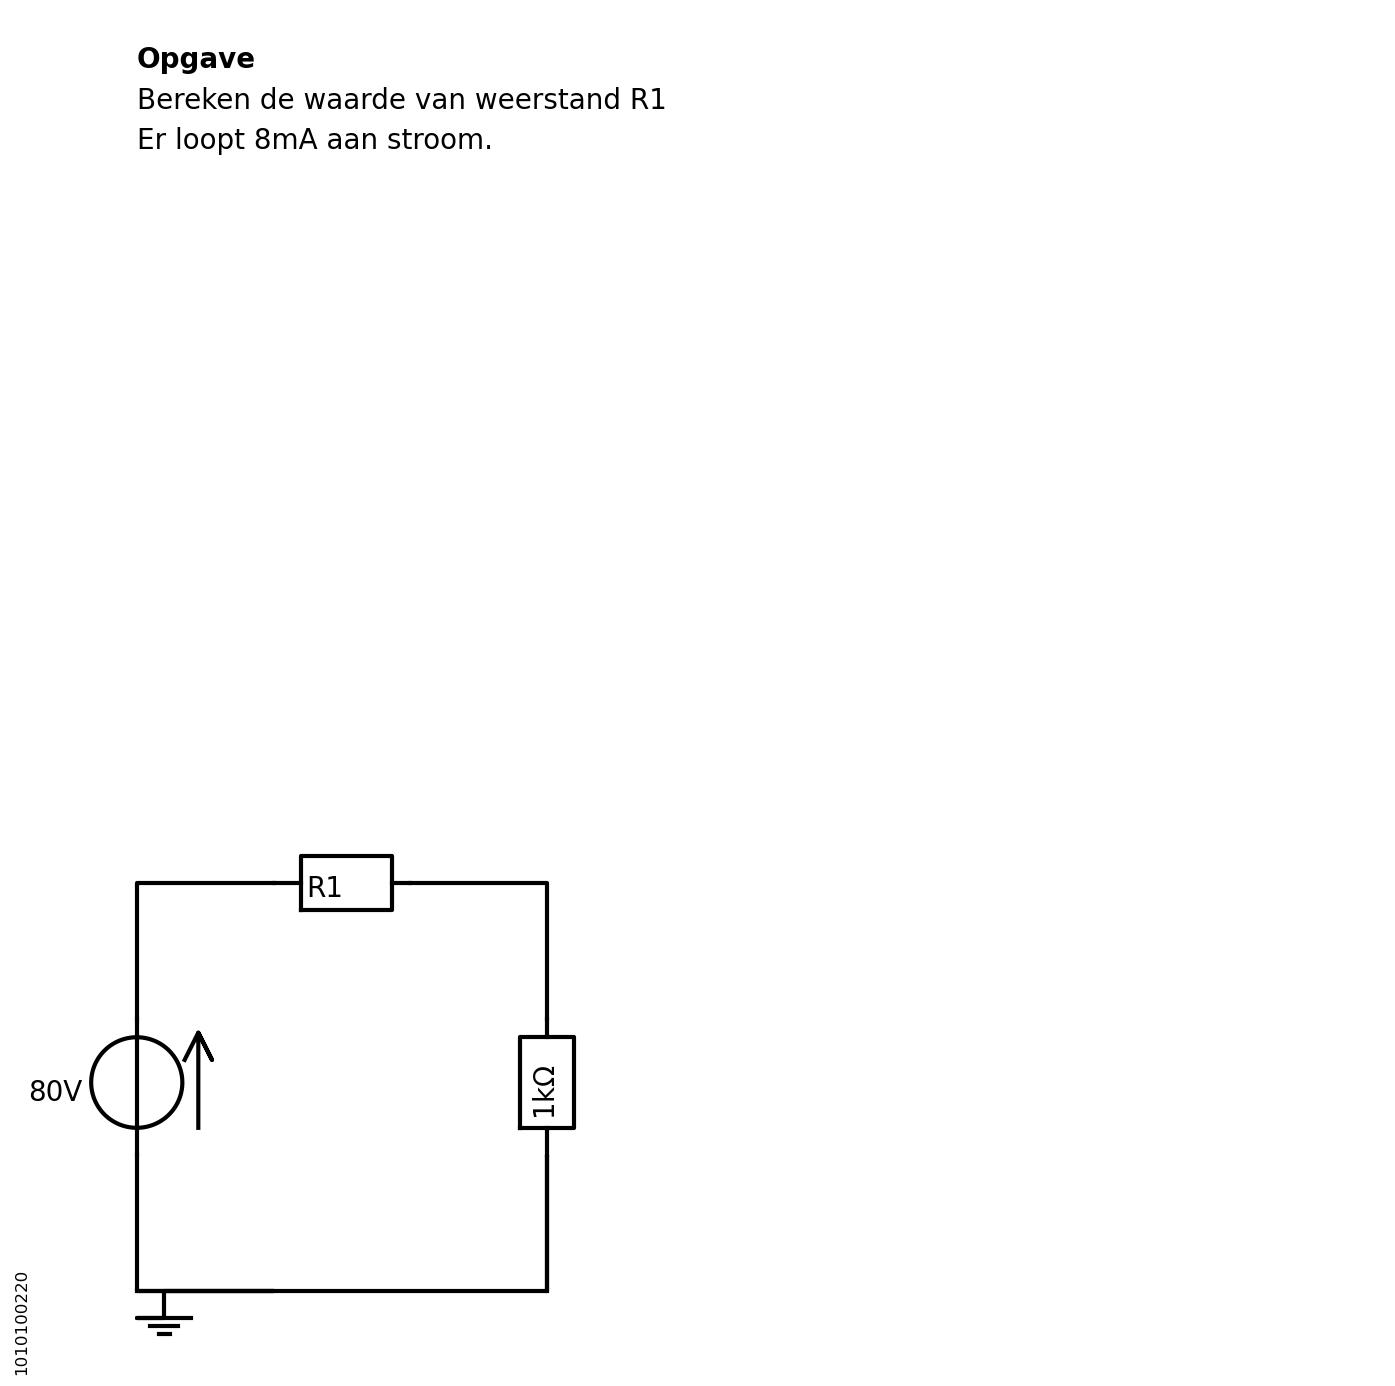 Opgave
Bereken de waarde van weerstand R1
Er loopt 8mA aan stroom.
R1
80V
1kΩ
1010100220